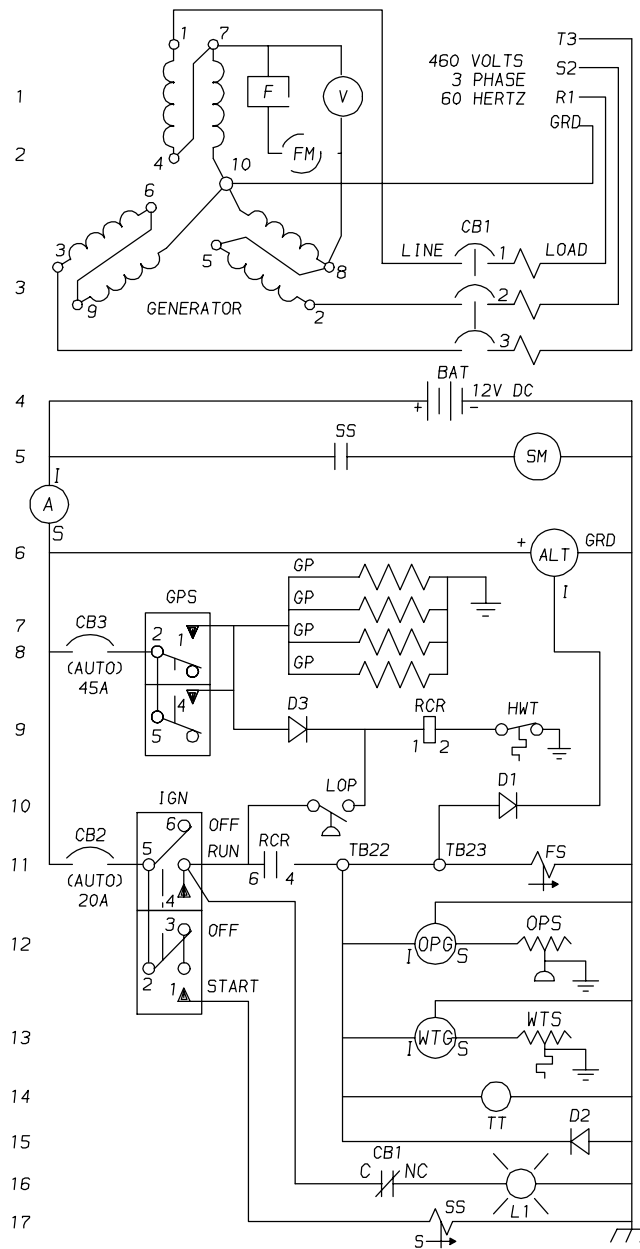 T3
1 7
460 VOLTS S2
3 PHASE
1 F V 60 HERTZ R1
GRD
2 4 FM
10
6
CB1
3 5 8 LINE 1 LOAD
3 9 GENERATOR 2 2
3
BAT
4 + - 12V DC
5 SS SM
I
A
S
6 + ALT GRD
GP I
GPS GP
7 CB3 2 1 GP
8 (AUTO) GP
45A 4
D3 RCR HWT
9 5 1 2
D1
10 IGN LOP
6 OFF
CB2 5 RUN RCR
11 (AUTO) 4 6 4 TB22 TB23 FS
20A
3 OFF OPS
12 I OPG S
2
1 START
WTS
13 I WTG S
14 TT
15 D2
CB1
16 C NC L1
17 SS
S